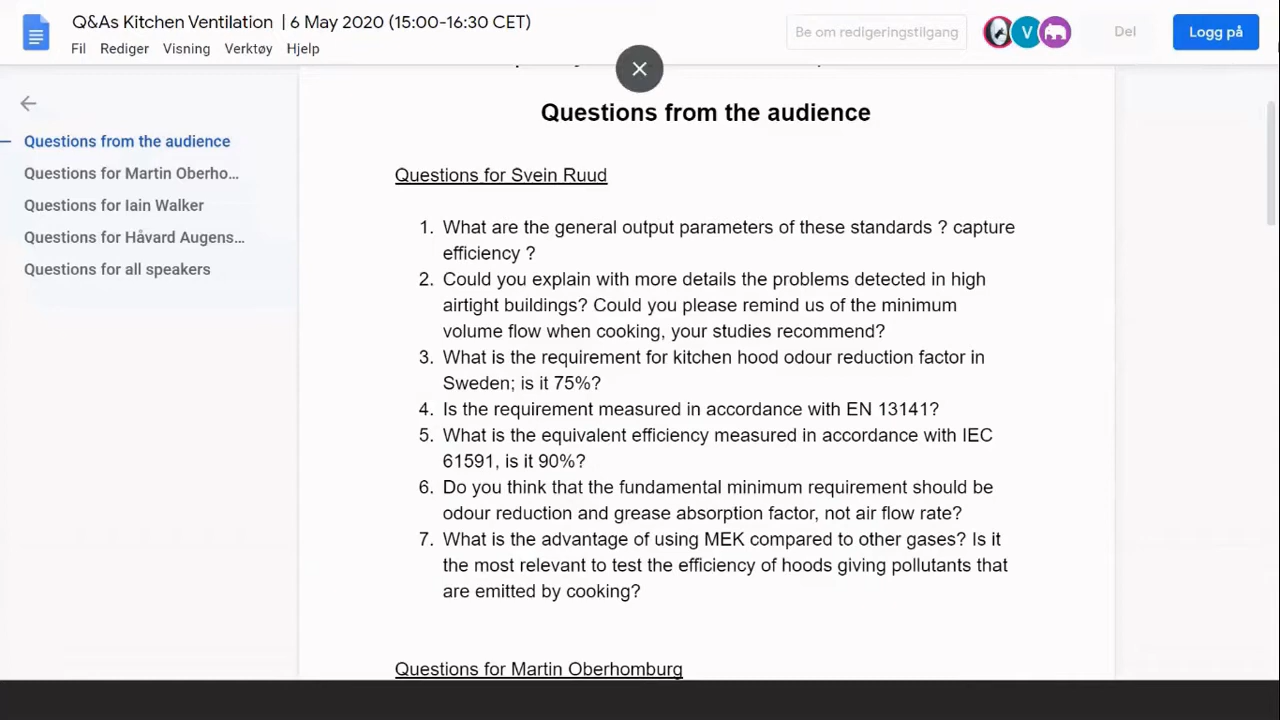 Q&As Kitchen Ventilation | 6 May 2020 (15:00-16:30 CET)
Fil Rediger Visning Verktøy Hjelp
Be om redigeringstilgang
V
Del
Logg på
Questions from the audience
Questions for Martin Oberho...
Questions for Iain Walker
Questions for Håvard Augens...
Questions for all speakers
Questions from the audience
Questions for Svein Ruud
1. What are the general output parameters of these standards ? capture
efficiency ?
2. Could you explain with more details the problems detected in high
airtight buildings? Could you please remind us of the minimum
volume flow when cooking, your studies recommend?
3. What is the requirement for kitchen hood odour reduction factor in
Sweden; is it 75%?
4. Is the requirement measured in accordance with EN 13141?
5. What is the equivalent efficiency measured in accordance with IEC
61591, is it 90%?
6. Do you think that the fundamental minimum requirement should be
odour reduction and grease absorption factor, not air flow rate?
7. What is the advantage of using MEK compared to other gases? Is it
the most relevant to test the efficiency of hoods giving pollutants that
are emitted by cooking?
Questions for Martin Oberhomburg